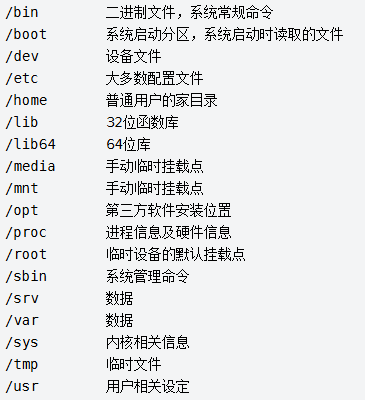 /bin 二进制文件，系统常规命令
/boot 系统启动分区，系统启动时读取的文件
/dev 设备文件
/etc 大多数配置文件
/home 普通用户的家目录
/lib 32位函数库
/lib64 64位库
/media 手动临时挂载点
/mnt 手动临时挂载点
/opt 第三方软件安装位置
/proc 进程信息及硬件信息
/root 临时设备的默认挂载点
/sbin 系统管理命令
/srv 数据
/var 数据
/sys 内核相关信息
/tmp 临时文件
/usr 用户相关设定